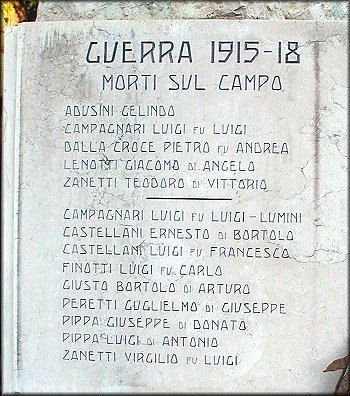 GUERRA 1915-18
MORTI SUL CAMPO
ADUSINI GELINDO
CAMPAGNARI LUIGI FU LUIGI
DALLA CROCE PIETRO FU ANDREA
LENOTTI GIACOMO DI ANGELO
ZANETTI TEODORO DI VITTORIO
CAMPAGNARI LUIGI FU LUIGI-LUMINI
CASTELLANI ERNESTO DI BORTOLO
CASTELLANI LUIGI FU FRANCESCO
FINOTTI LUIGI FU CARLO
GIUSTO BORTOLO DI ARTURO
PERETTI GUGLIELMO DI GIUSEPPE
PIPPA GIUSEPPE DI DONATO
PIPPA LUIGI DI ANTONIO
ZANETTI VIRGILIO FU LUIGI